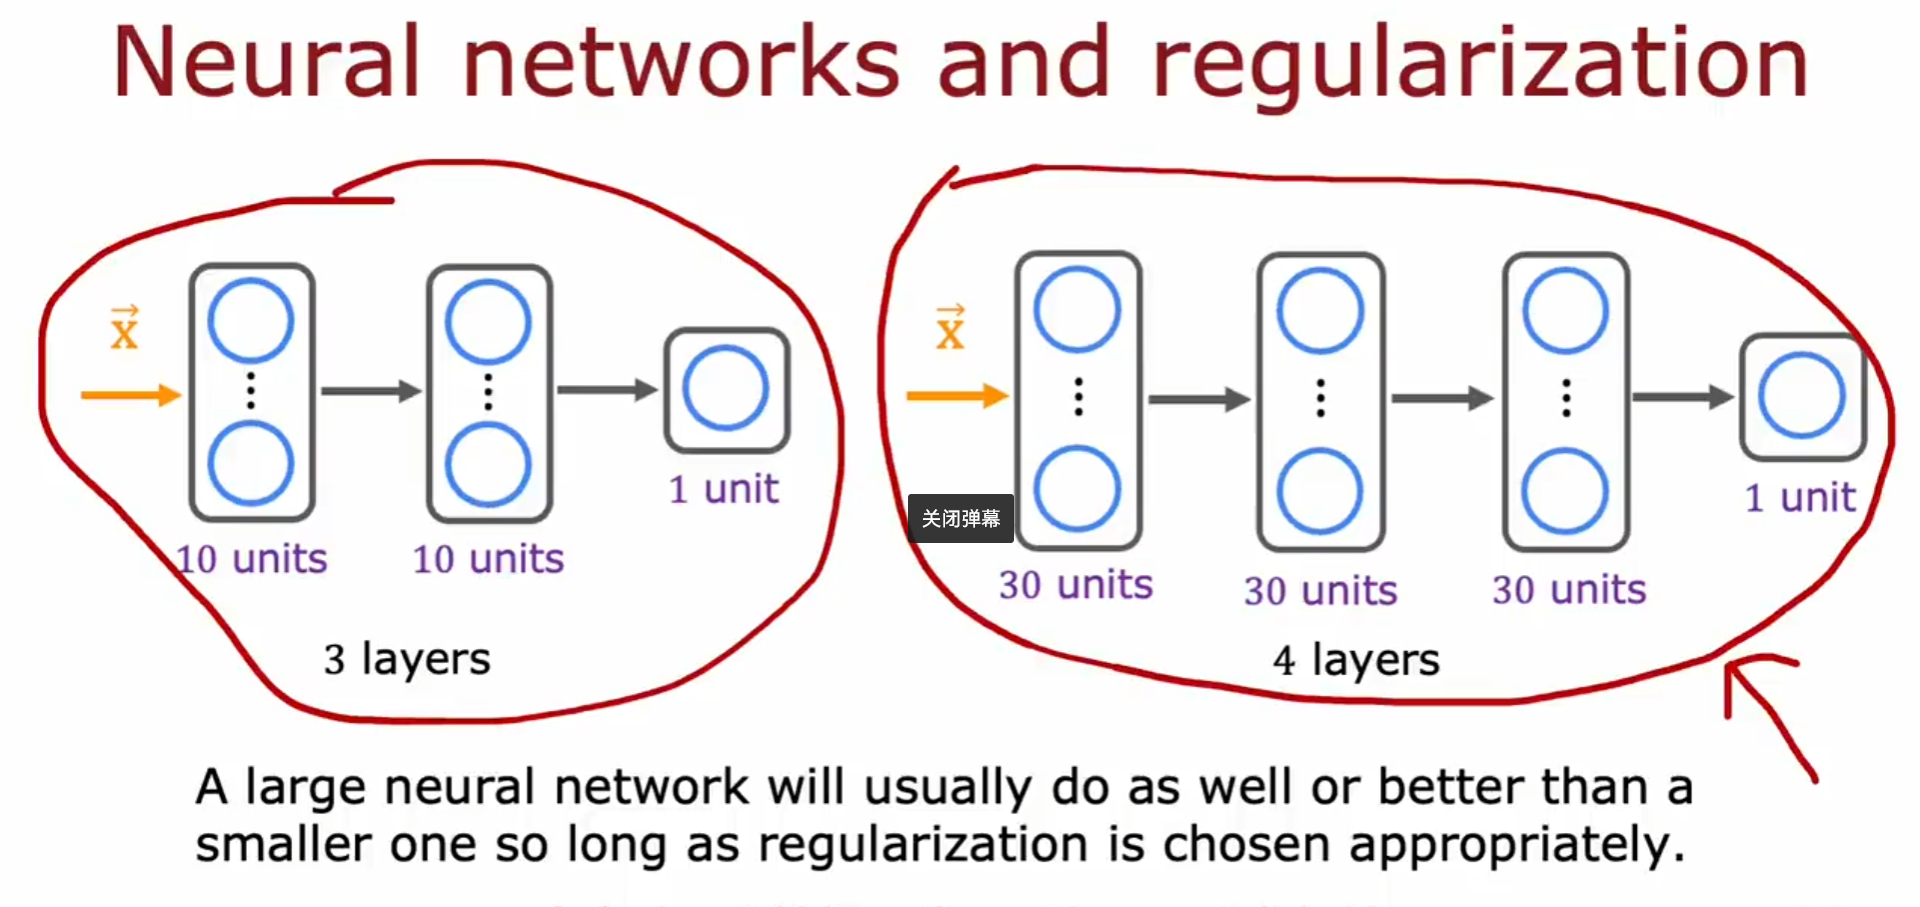 Neural networks and regularization
x⃗
10 units
10 units
1 unit
3 layers
x⃗
30 units
30 units
30 units
1 unit
4 layers
关闭弹幕
A large neural network will usually do as well or better than a
smaller one so long as regularization is chosen appropriately.